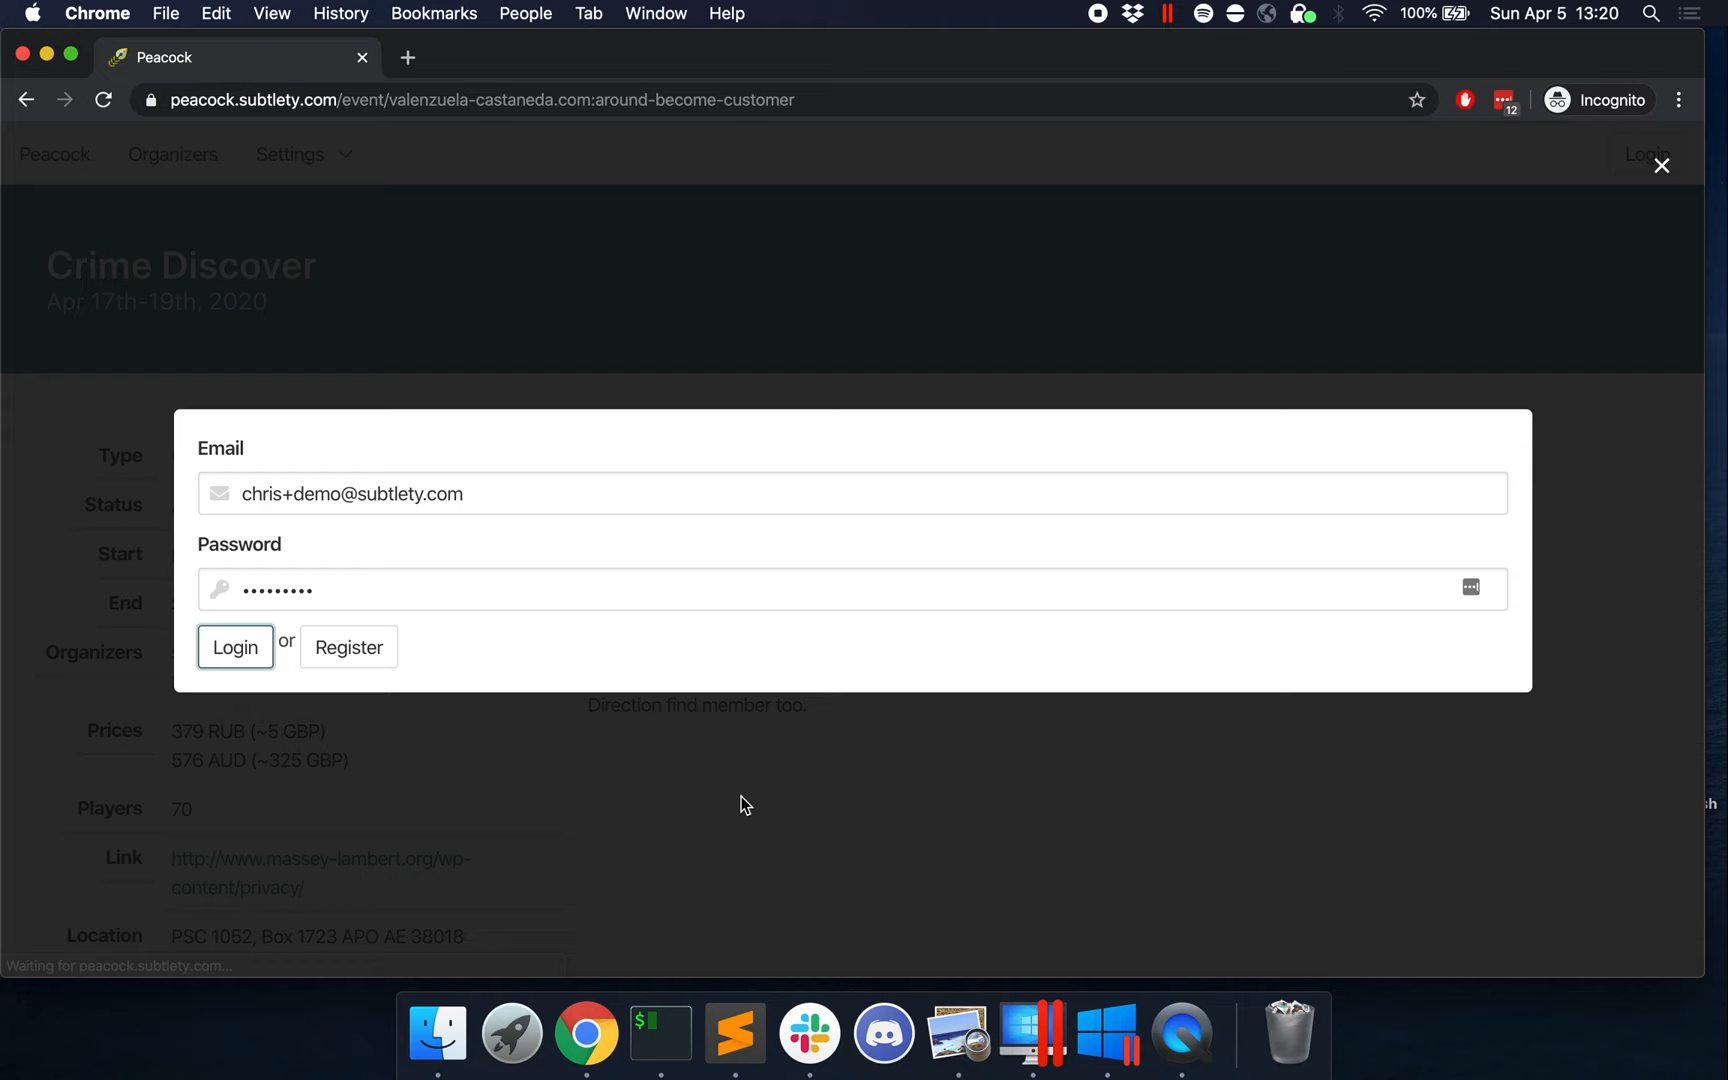 Chrome File Edit View History Bookmarks People Tab Window Help 100% Sun Apr 5 13:20
Peacock
peacock.subtlety.com/event/valenzuela-castaneda.com:around-become-customer 12 Incognito
Peacock Organizers Settings Login
Crime Discover
Apr 17th-19th, 2020
Email
Type
chris+demo@subtlety.com
Status
Password
Start
•••••••••
End
Login or Register
Organizers
Direction find member too.
Prices 379 RUB (~5 GBP)
576 AUD (~325 GBP)
Players 70
Link http://www.massey-lambert.org/wp-
content/privacy/
Location PSC 1052, Box 1723 APO AE 38018
Waiting for peacock.subtlety.com...
$